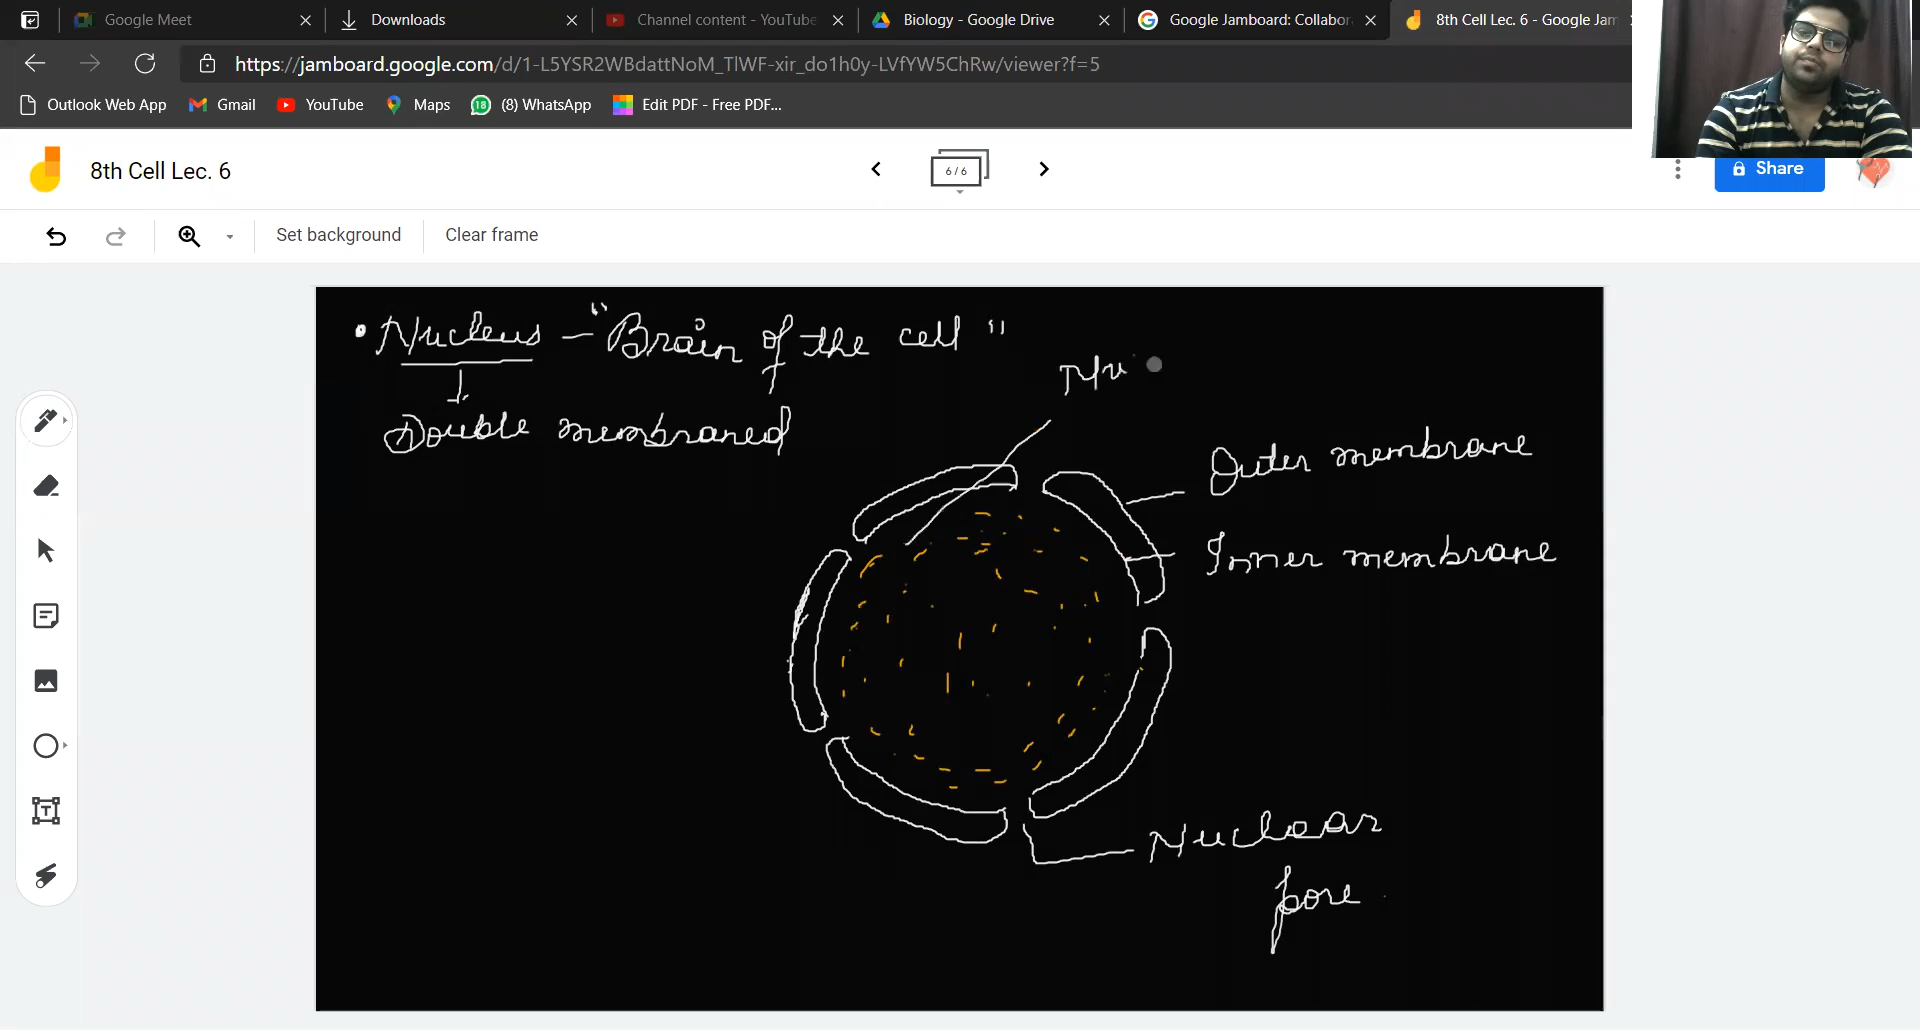 Google Meet
Downloads
Channel content - YouTube
Biology - Google Drive
Google Jamboard: Collabor
8th Cell Lec. 6 - Google Jam
https://jamboard.google.com/d/1-L5YSR2WBdattNoM_TlWF-xir_do1h0y-LVfYW5ChRw/viewer?f=5
Outlook Web App
Gmail
YouTube
Maps
18
(8) WhatsApp
Edit PDF - Free PDF...
8th Cell Lec. 6
6 / 6
Share
Set background
Clear frame
• Nucleus – "Brain of the cell"
Nu
Double membraned
Outer membrane
Inner membrane
Nuclear
pore